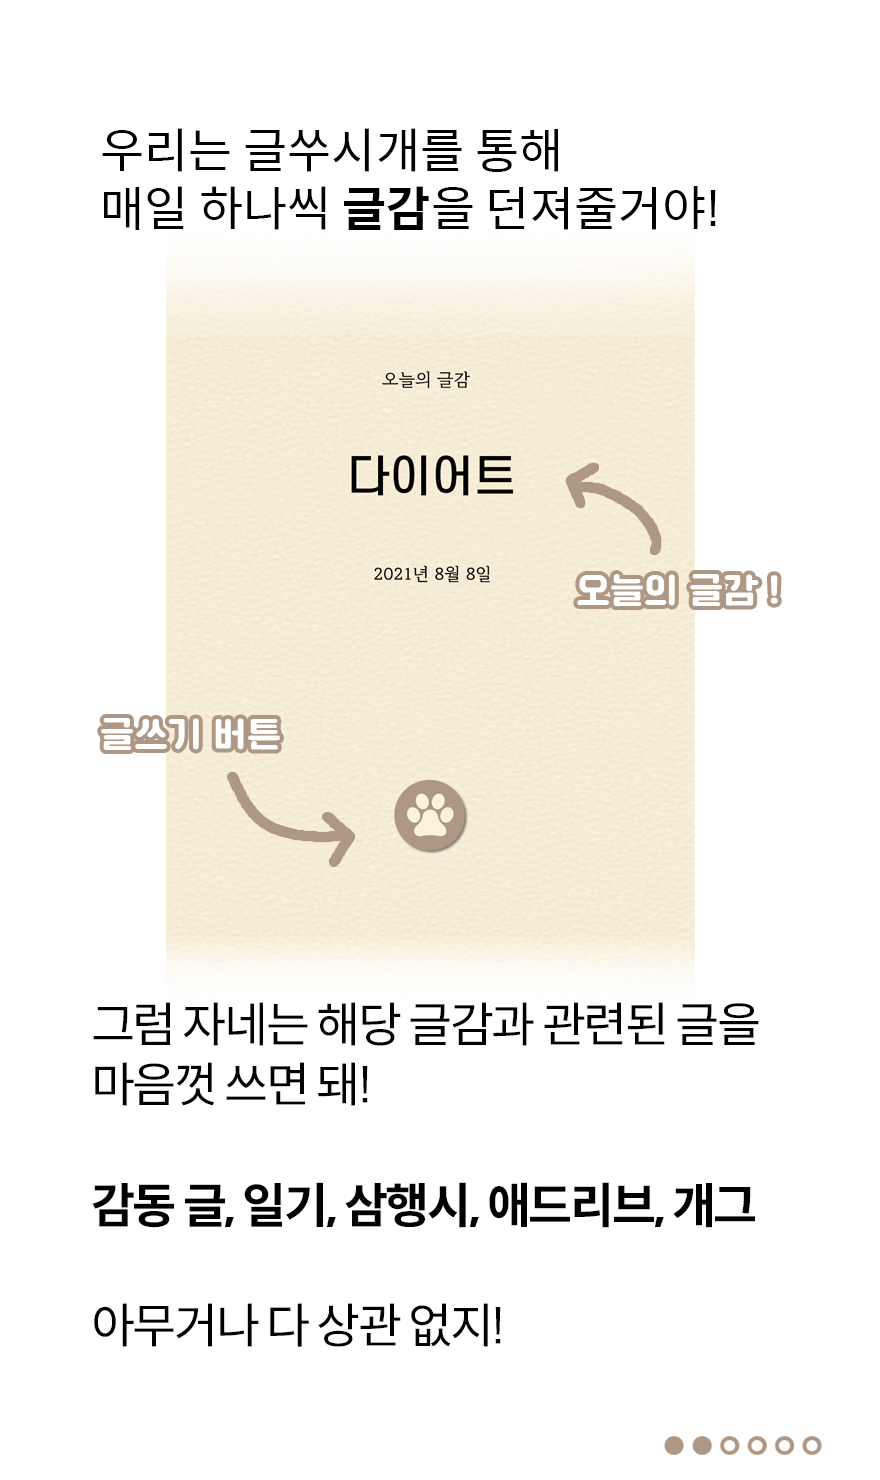 우리는 글쑤시개를 통해
매일 하나씩 글감을 던져줄거야!
오늘의 글감
다이어트
2021년 8월 8일
오늘의 글감 !
글쓰기 버튼
그럼 자네는 해당 글감과 관련된 글을
마음껏 쓰면 돼!
감동 글, 일기, 삼행시, 애드리브, 개그
아무거나 다 상관 없지!